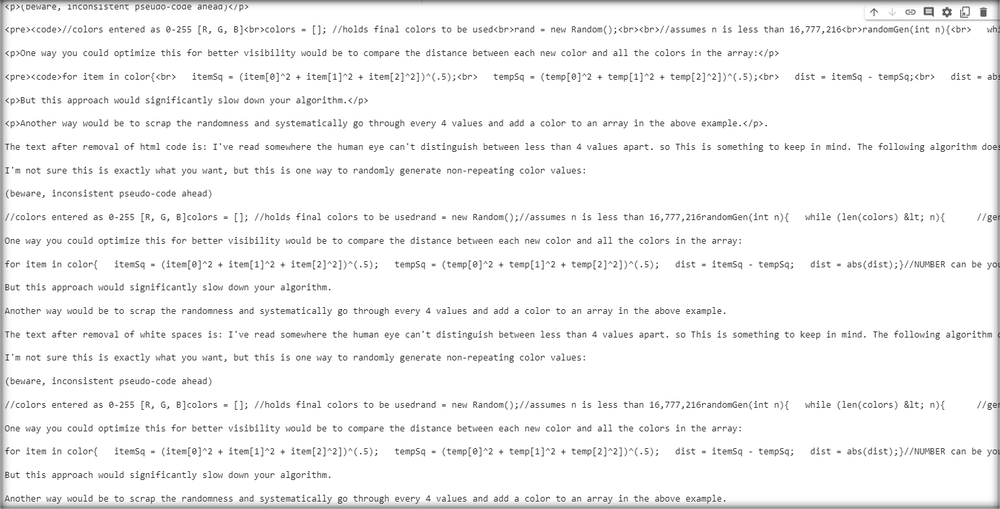 <p>(beware, inconsistent pseudo-code ahead)</p>
<pre><code>//colors entered as 0-255 [R, G, B]<br>colors = []; //holds final colors to be used<br>rand = new Random();<br><br>//assumes n is less than 16,777,216<br>randomGen(int n){<br>   whi
<p>One way you could optimize this for better visibility would be to compare the distance between each new color and all the colors in the array:</p>
<pre><code>for item in color{<br>   itemSq = (item[0]^2 + item[1]^2 + item[2]^2])^(.5);<br>   tempSq = (temp[0]^2 + temp[1]^2 + temp[2]^2])^(.5);<br>   dist = itemSq - tempSq;<br>   dist = abs
<p>But this approach would significantly slow down your algorithm.</p>
<p>Another way would be to scrap the randomness and systematically go through every 4 values and add a color to an array in the above example.</p>.
The text after removal of html code is: I've read somewhere the human eye can't distinguish between less than 4 values apart. so This is something to keep in mind. The following algorithm does
I'm not sure this is exactly what you want, but this is one way to randomly generate non-repeating color values:
(beware, inconsistent pseudo-code ahead)
//colors entered as 0-255 [R, G, B]colors = []; //holds final colors to be usedrand = new Random();//assumes n is less than 16,777,216randomGen(int n){   while (len(colors) &lt; n){      //gen
One way you could optimize this for better visibility would be to compare the distance between each new color and all the colors in the array:
for item in color{   itemSq = (item[0]^2 + item[1]^2 + item[2]^2])^(.5);   tempSq = (temp[0]^2 + temp[1]^2 + temp[2]^2])^(.5);   dist = itemSq - tempSq;   dist = abs(dist);}//NUMBER can be you
But this approach would significantly slow down your algorithm.
Another way would be to scrap the randomness and systematically go through every 4 values and add a color to an array in the above example.
The text after removal of white spaces is: I've read somewhere the human eye can't distinguish between less than 4 values apart. so This is something to keep in mind. The following algorithm
I'm not sure this is exactly what you want, but this is one way to randomly generate non-repeating color values:
(beware, inconsistent pseudo-code ahead)
//colors entered as 0-255 [R, G, B]colors = []; //holds final colors to be usedrand = new Random();//assumes n is less than 16,777,216randomGen(int n){   while (len(colors) &lt; n){      //gen
One way you could optimize this for better visibility would be to compare the distance between each new color and all the colors in the array:
for item in color{   itemSq = (item[0]^2 + item[1]^2 + item[2]^2])^(.5);   tempSq = (temp[0]^2 + temp[1]^2 + temp[2]^2])^(.5);   dist = itemSq - tempSq;   dist = abs(dist);}//NUMBER can be you
But this approach would significantly slow down your algorithm.
Another way would be to scrap the randomness and systematically go through every 4 values and add a color to an array in the above example.